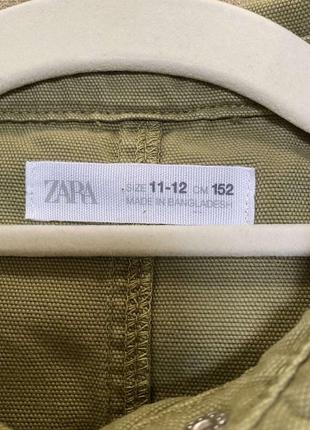 ZARA SIZE 11-12 CM 152
MADE IN BANGLADESH